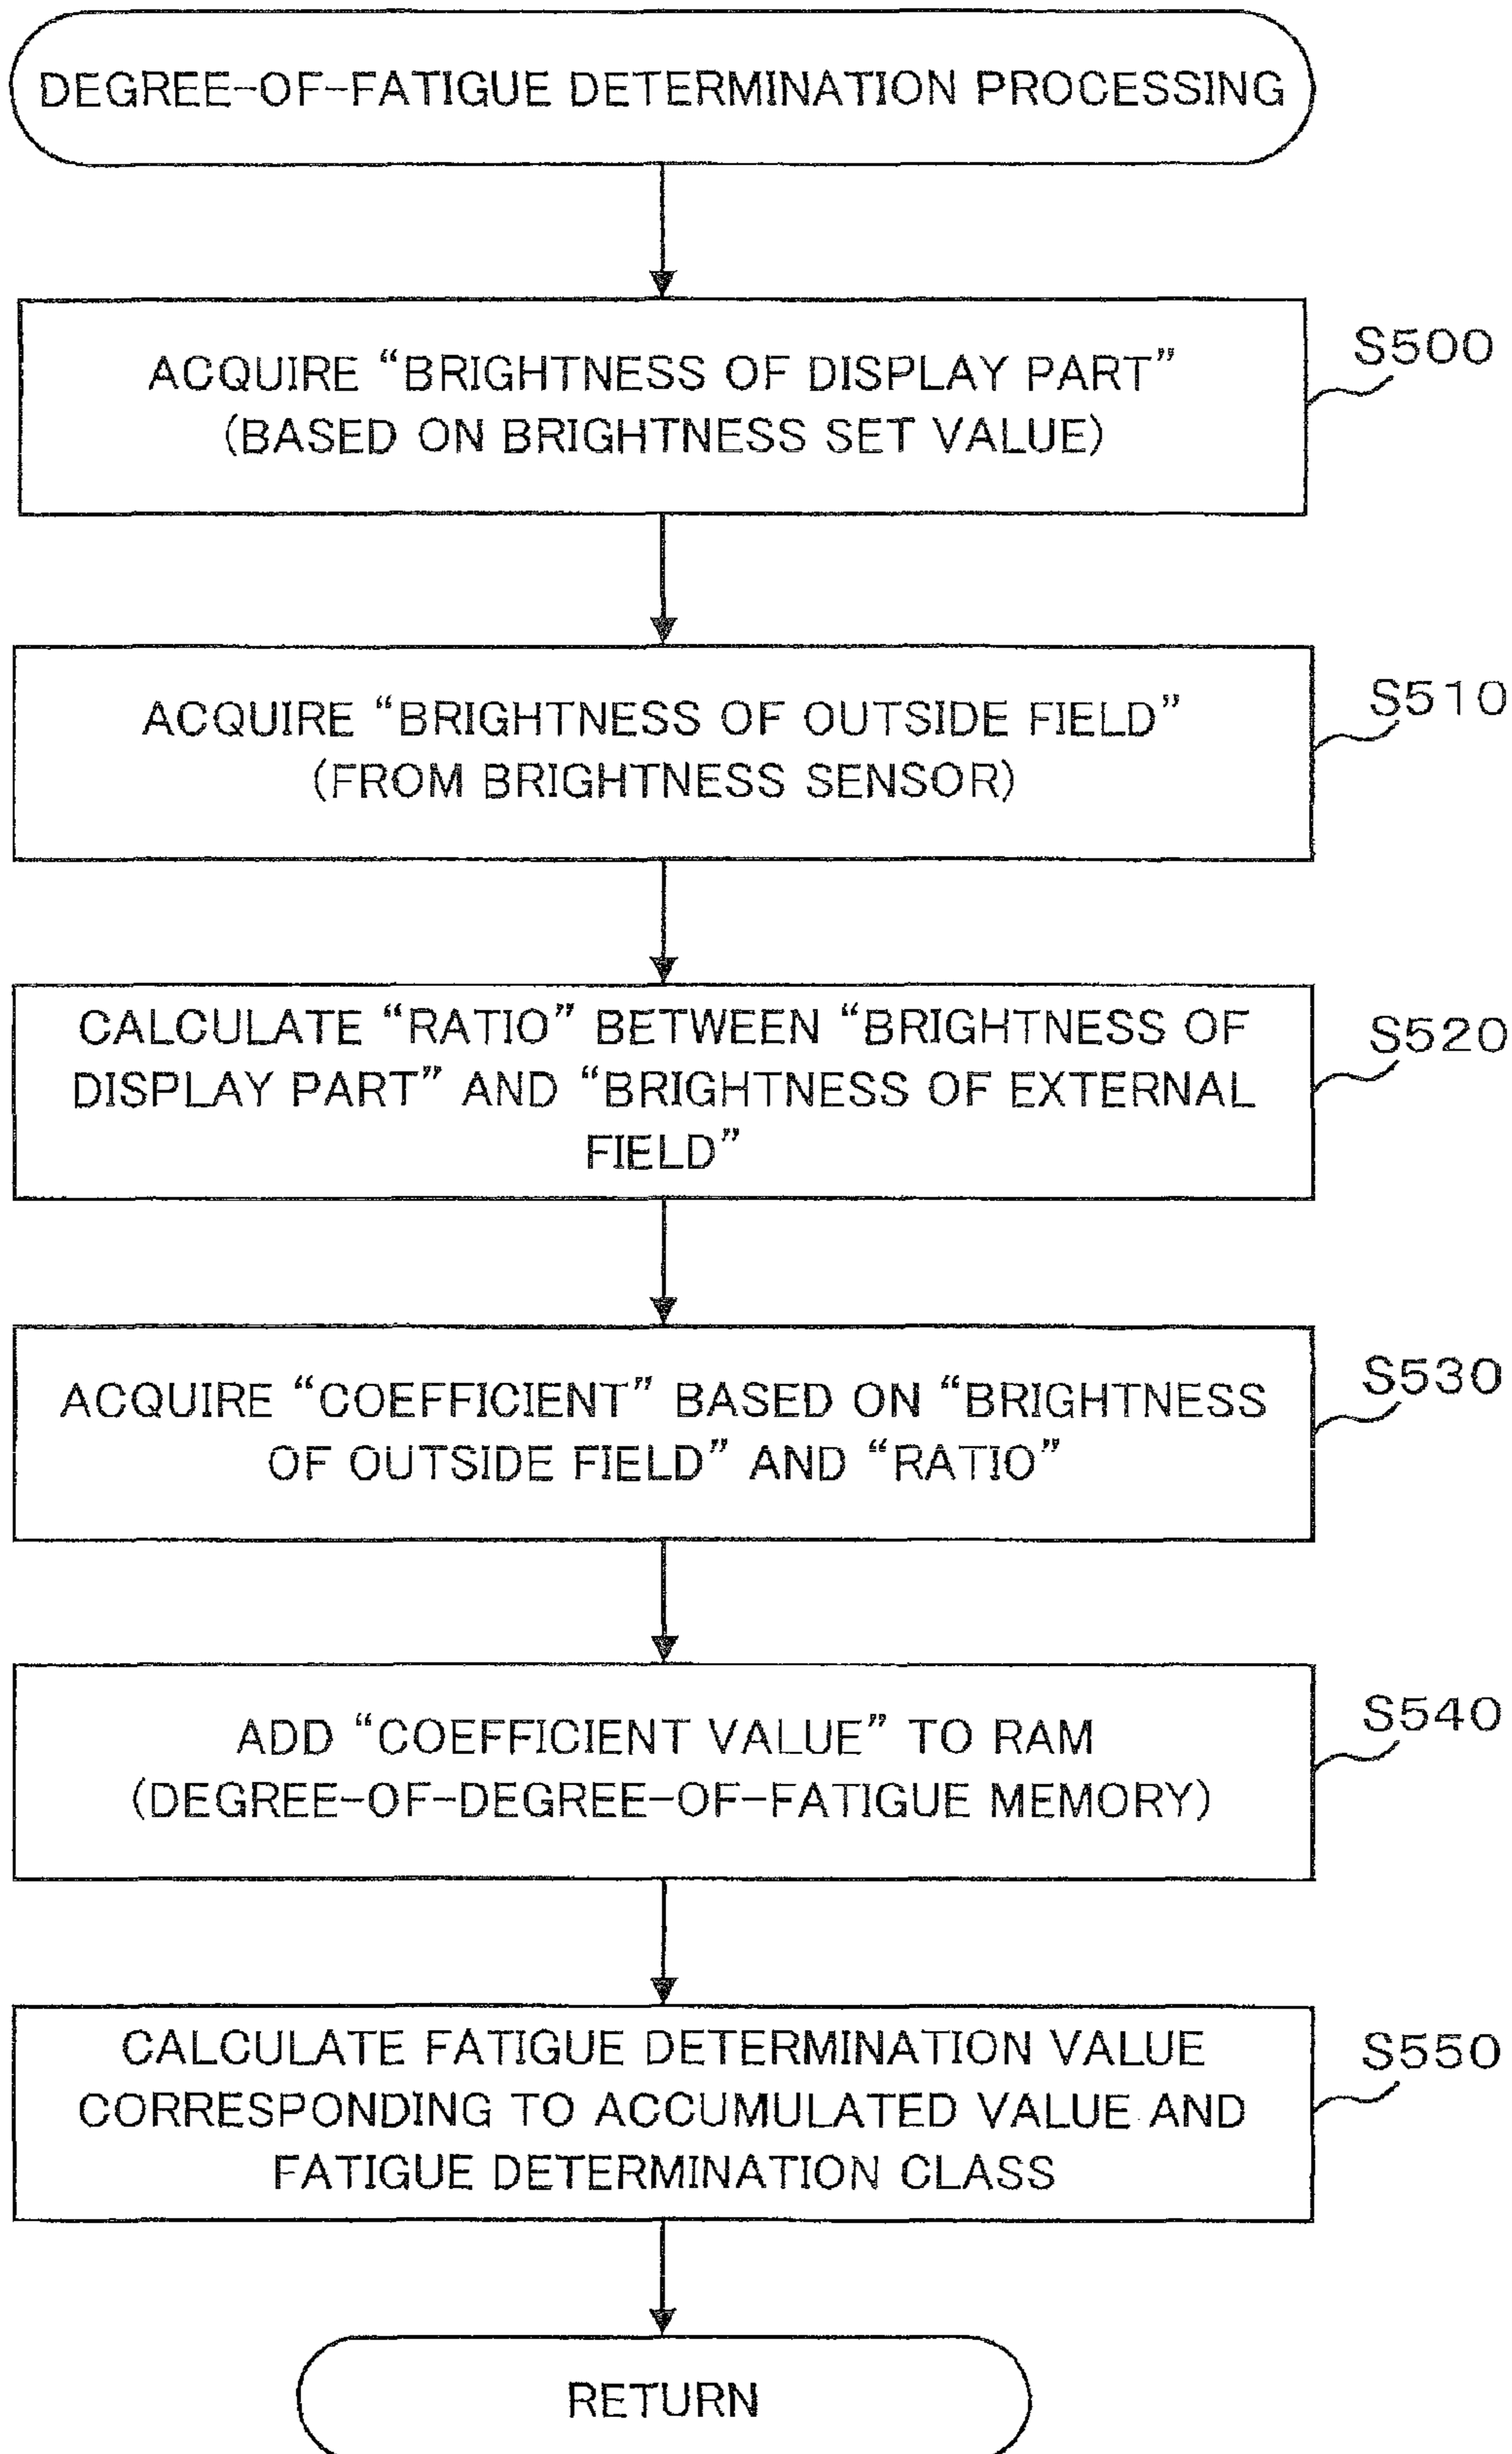 DEGREE-OF-FATIGUE DETERMINATION PROCESSING
ACQUIRE “BRIGHTNESS OF DISPLAY PART”
(BASED ON BRIGHTNESS SET VALUE)
S500
ACQUIRE “BRIGHTNESS OF OUTSIDE FIELD”
(FROM BRIGHTNESS SENSOR)
S510
CALCULATE “RATIO” BETWEEN “BRIGHTNESS OF
DISPLAY PART” AND “BRIGHTNESS OF EXTERNAL
FIELD”
S520
ACQUIRE “COEFFICIENT” BASED ON “BRIGHTNESS
OF OUTSIDE FIELD” AND “RATIO”
S530
ADD “COEFFICIENT VALUE” TO RAM
(DEGREE-OF-DEGREE-OF-FATIGUE MEMORY)
S540
CALCULATE FATIGUE DETERMINATION VALUE
CORRESPONDING TO ACCUMULATED VALUE AND
FATIGUE DETERMINATION CLASS
S550
RETURN